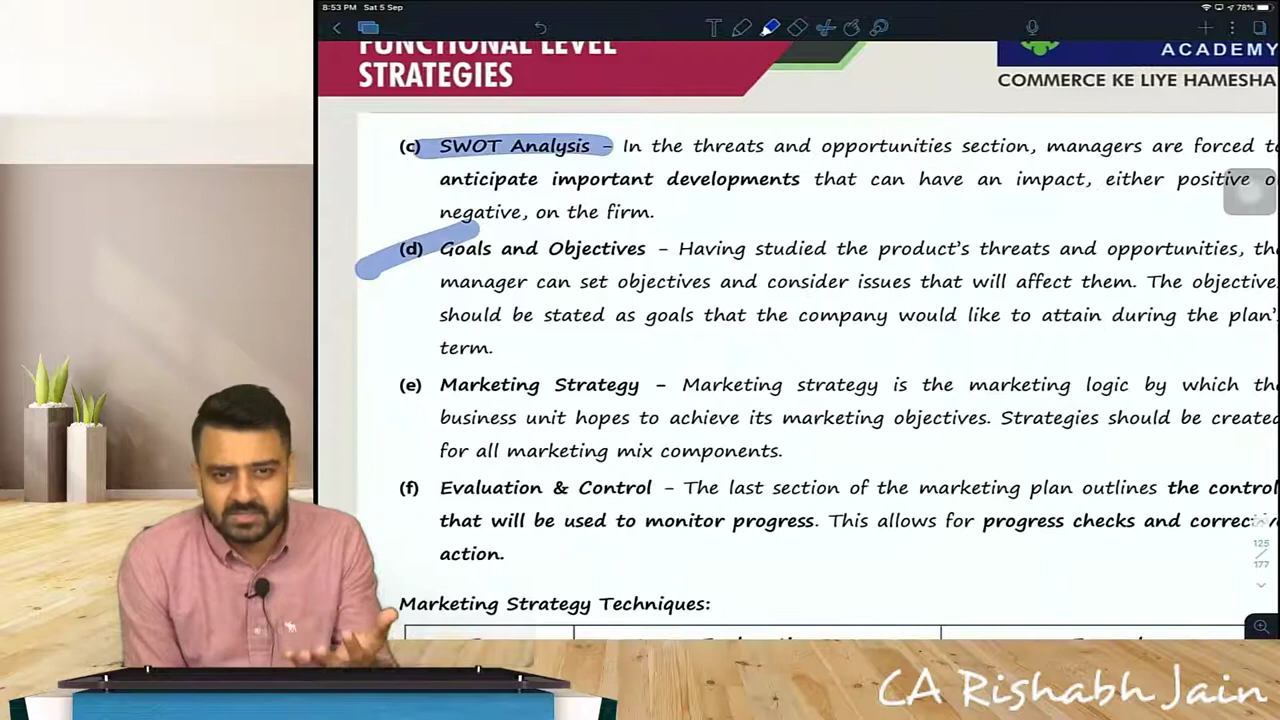 8:53 PM Sat 5 Sep
78%
FUNCTIONAL LEVEL
STRATEGIES
ACADEMY
COMMERCE KE LIYE HAMESHA
(c) SWOT Analysis - In the threats and opportunities section, managers are forced to
anticipate important developments that can have an impact, either positive o
negative, on the firm.
(d) Goals and Objectives - Having studied the product's threats and opportunities, th
manager can set objectives and consider issues that will affect them. The objective
should be stated as goals that the company would like to attain during the plan'
term.
(e) Marketing Strategy - Marketing strategy is the marketing logic by which the
business unit hopes to achieve its marketing objectives. Strategies should be created
for all marketing mix components.
(f) Evaluation & Control - The last section of the marketing plan outlines the control
that will be used to monitor progress. This allows for progress checks and
action.
125
177
Marketing Strategy Techniques:
CA Rishabh Jain